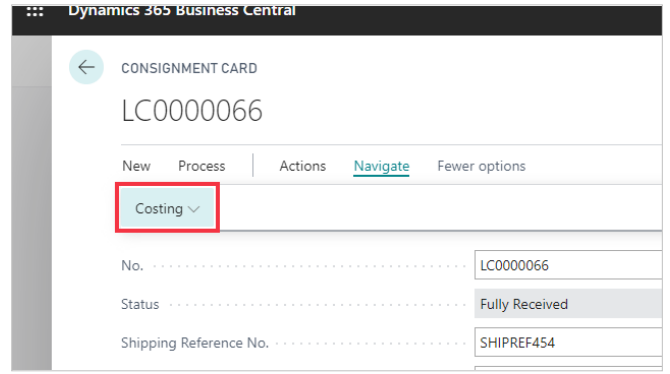 Dynamics 365 Business Central
CONSIGNMENT CARD
LC0000066
New Process Actions Navigate Fewer options
Costing
No. LC0000066
Status Fully Received
Shipping Reference No. SHIPREF454